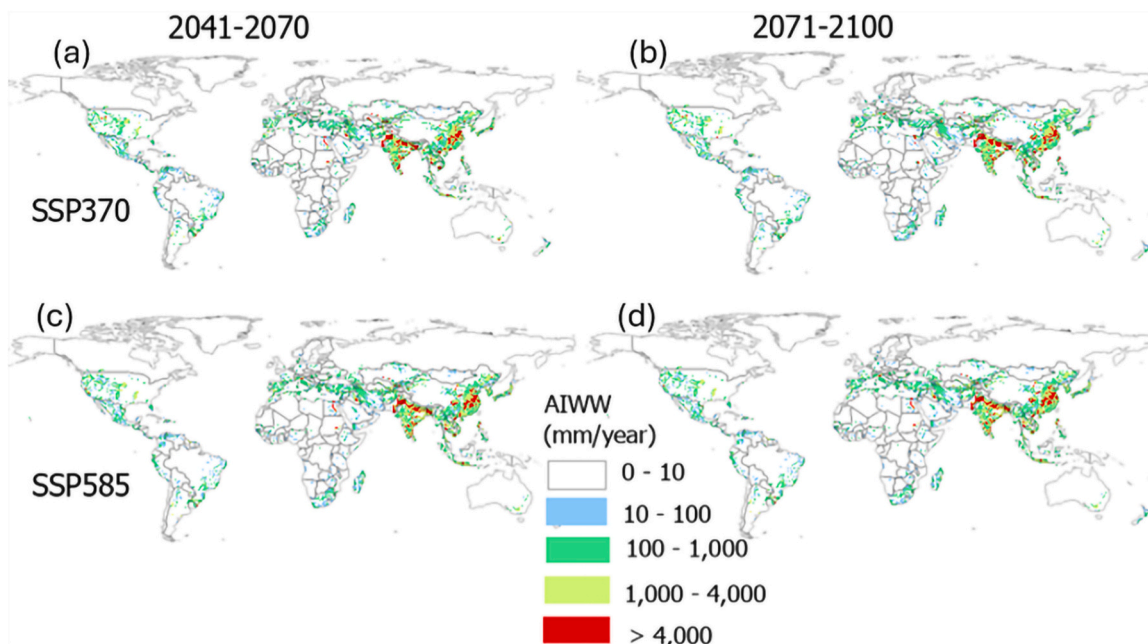 2041-2070
2071-2100
(a)
(b)
SSP370
(c)
(d)
AIWW
(mm/year)
0 - 10
10 - 100
100 - 1,000
1,000 - 4,000
> 4,000
SSP585